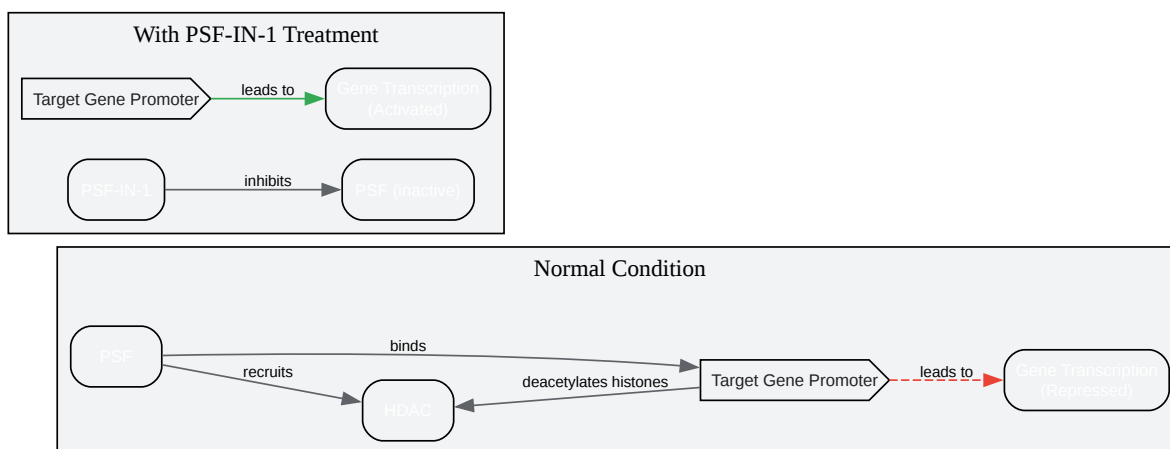 With PSF-IN-1 Treatment
Target Gene Promoter
leads to
Gene Transcription
(Activated)
PSF-IN-1
inhibits
PSF (inactive)
Normal Condition
PSF
binds
recruits
HDAC
deacetylates histones
Target Gene Promoter
leads to
Gene Transcription
(Repressed)